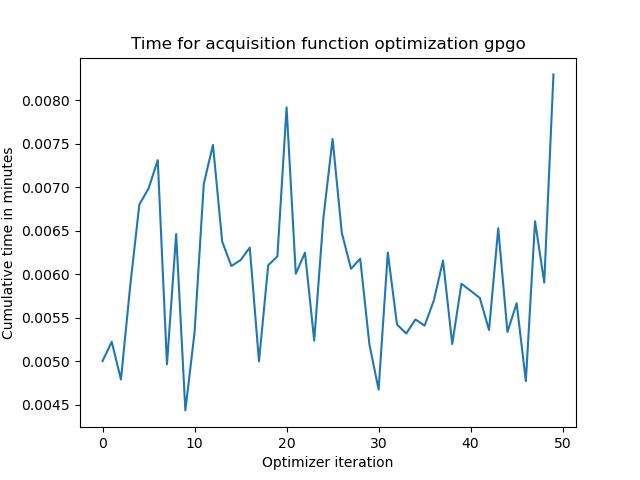 Time for acquisition function optimization gpgo
Cumulative time in minutes
0.0080
0.0075
0.0070
0.0065
0.0060
0.0055
0.0050
0.0045
0 10 20 30 40 50
Optimizer iteration